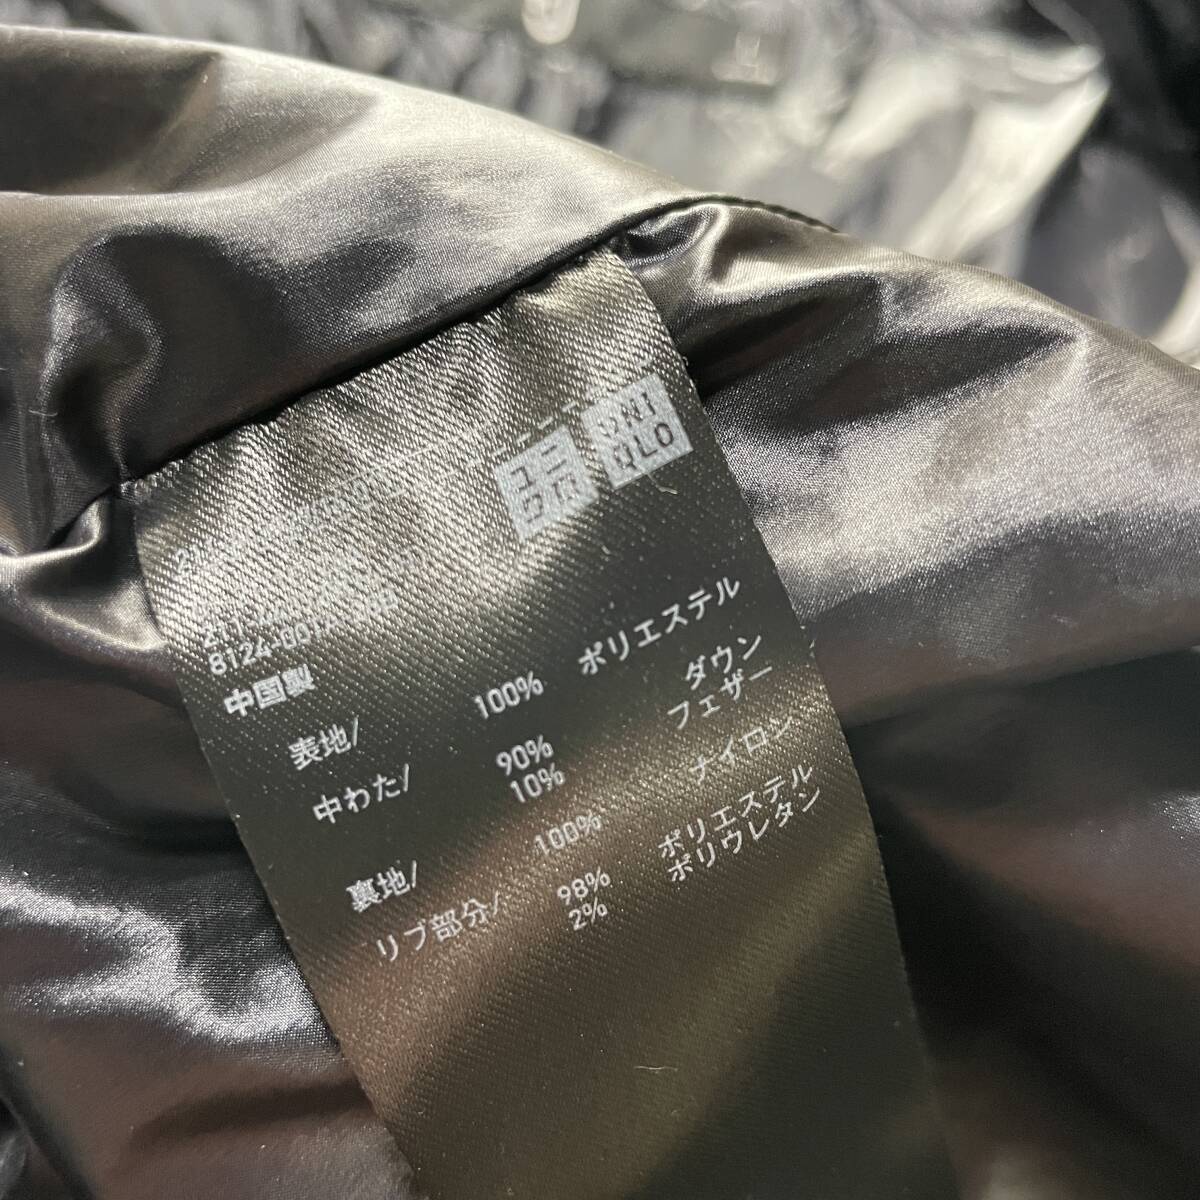 ユニ
クロ
UNI
QLO
中国製
表地/ 100% ポリエステル
中わた/ 90% ダウン
10% フェザー
裏地/ 100% ナイロン
リブ部分/ 98% ポリエステル
2% ポリウレタン